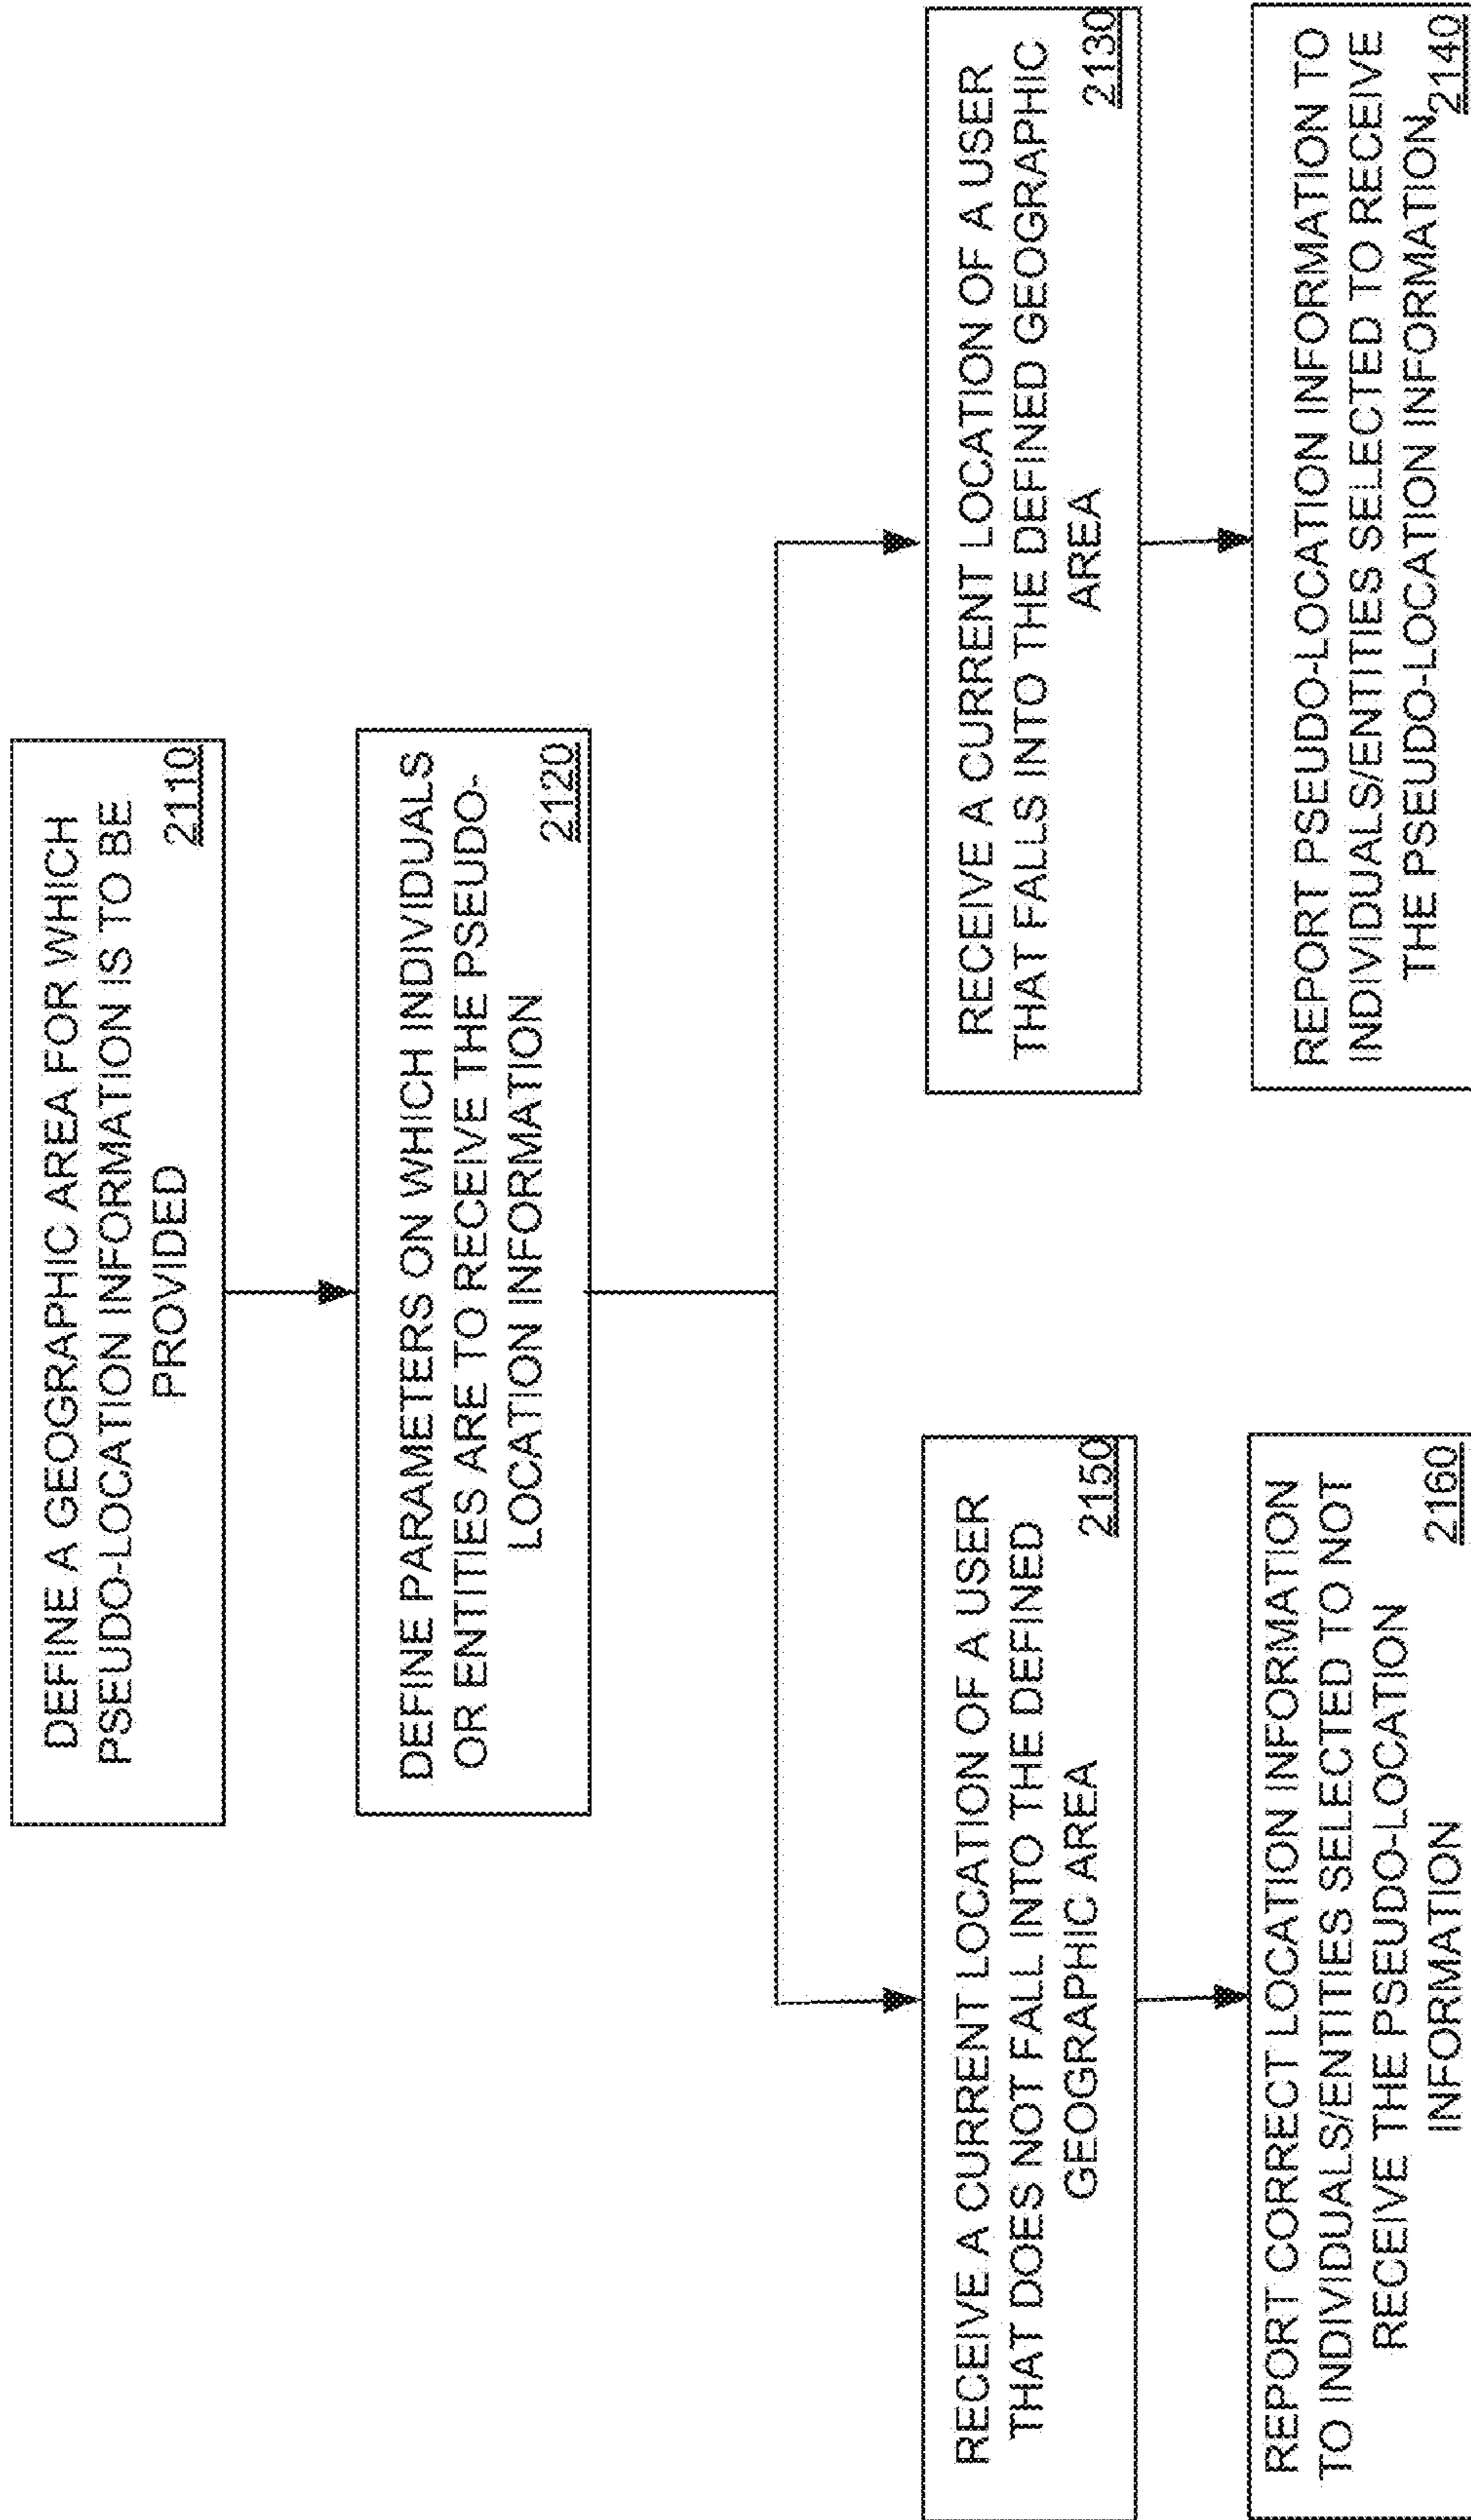 DEFINE A GEOGRAPHIC AREA FOR WHICH
PSEUDO-LOCATION INFORMATION IS TO BE
PROVIDED
2110
DEFINE PARAMETERS ON WHICH INDIVIDUALS
OR ENTITIES ARE TO RECEIVE THE PSEUDO-
LOCATION INFORMATION
2120
RECEIVE A CURRENT LOCATION OF A USER
THAT DOES NOT FALL INTO THE DEFINED
GEOGRAPHIC AREA
2150
REPORT CORRECT LOCATION INFORMATION
TO INDIVIDUALS/ENTITIES SELECTED TO NOT
RECEIVE THE PSEUDO-LOCATION
INFORMATION
2160
RECEIVE A CURRENT LOCATION OF A USER
THAT FALLS INTO THE DEFINED GEOGRAPHIC
AREA
2130
REPORT PSEUDO-LOCATION INFORMATION TO
INDIVIDUALS/ENTITIES SELECTED TO RECEIVE
THE PSEUDO-LOCATION INFORMATION
2140